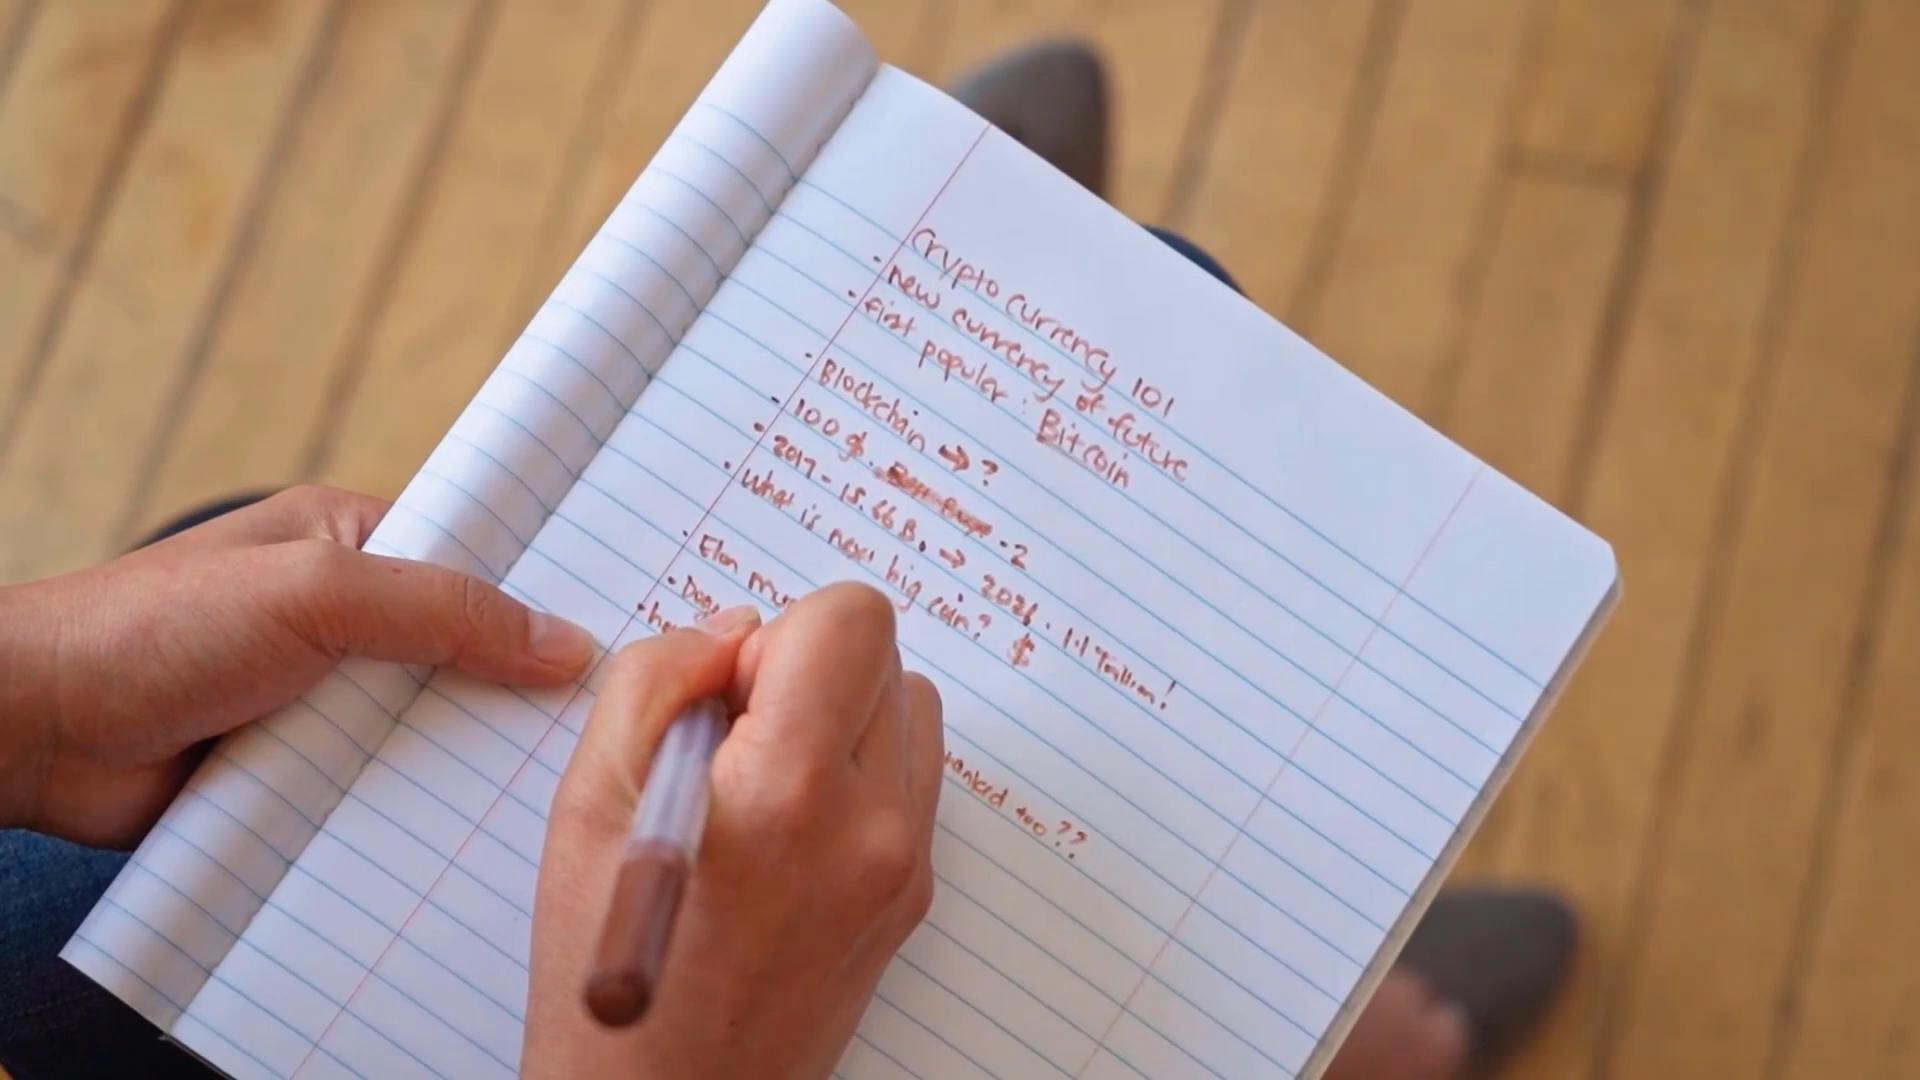 Crypto Currency 101
• new currency of future
• first popular : Bitcoin
• Blockchain → ?
• 100 $ • 2
• 2017 - 15.66 B. → 2021 • 1.1 Trillion!
• What is next big coin? $
• Elon
• Doge
too ??